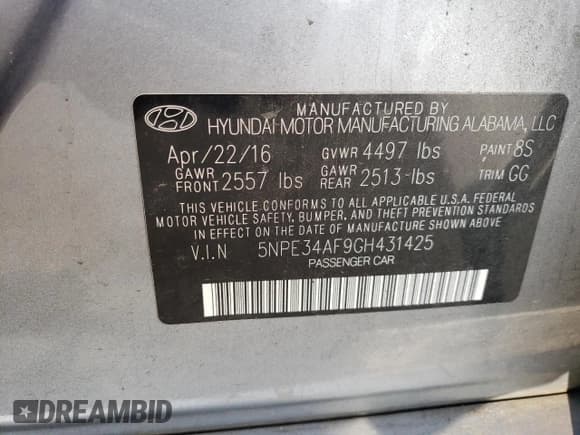 MANUFACTURED BY
HYUNDAI MOTOR MANUFACTURING ALABAMA, LLC
Apr/22/16 GVWR 4497 lbs PAINT 8S
GAWR FRONT 2557 lbs GAWR REAR 2513 lbs TRIM GG
THIS VEHICLE CONFORMS TO ALL APPLICABLE U.S.A. FEDERAL
MOTOR VEHICLE SAFETY, BUMPER, AND THEFT PREVENTION STANDARDS
IN EFFECT ON THE DATE OF MANUFACTURE SHOWN ABOVE.
V.I.N 5NPE34AF9GH431425
PASSENGER CAR
DREAMBID